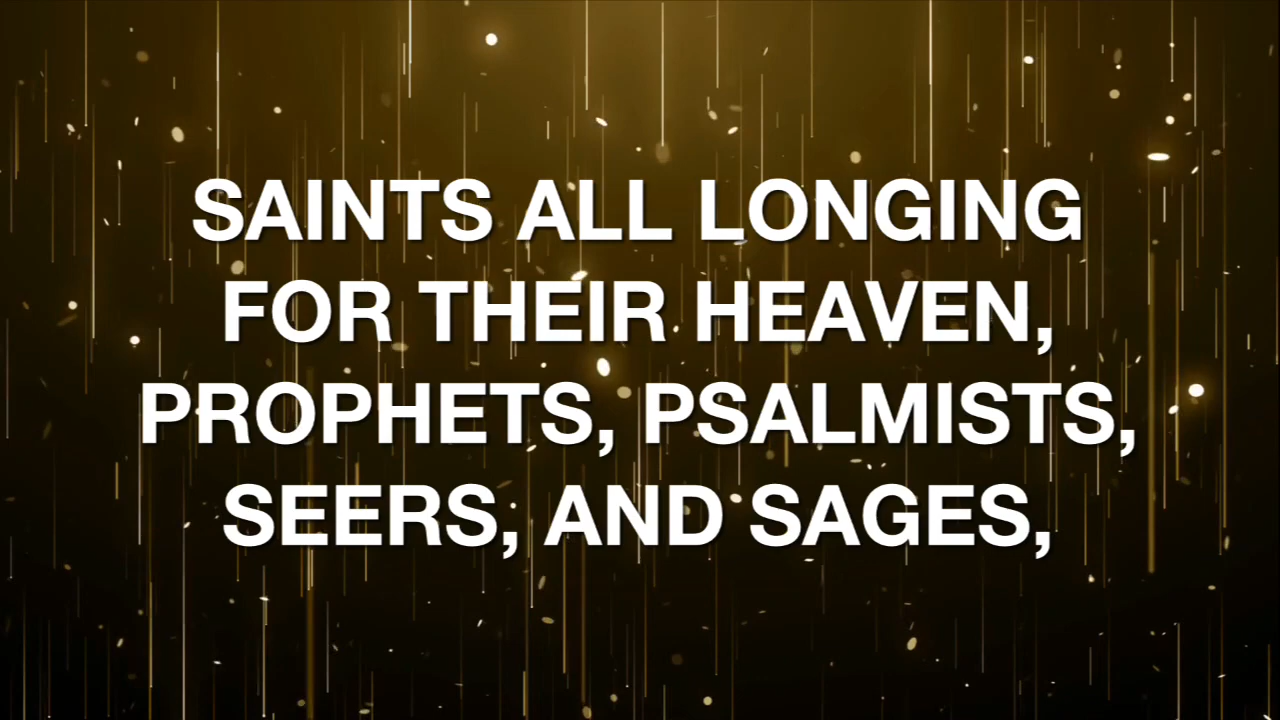 SAINTS ALL LONGING
FOR THEIR HEAVEN,
PROPHETS, PSALMISTS,
SEERS, AND SAGES,